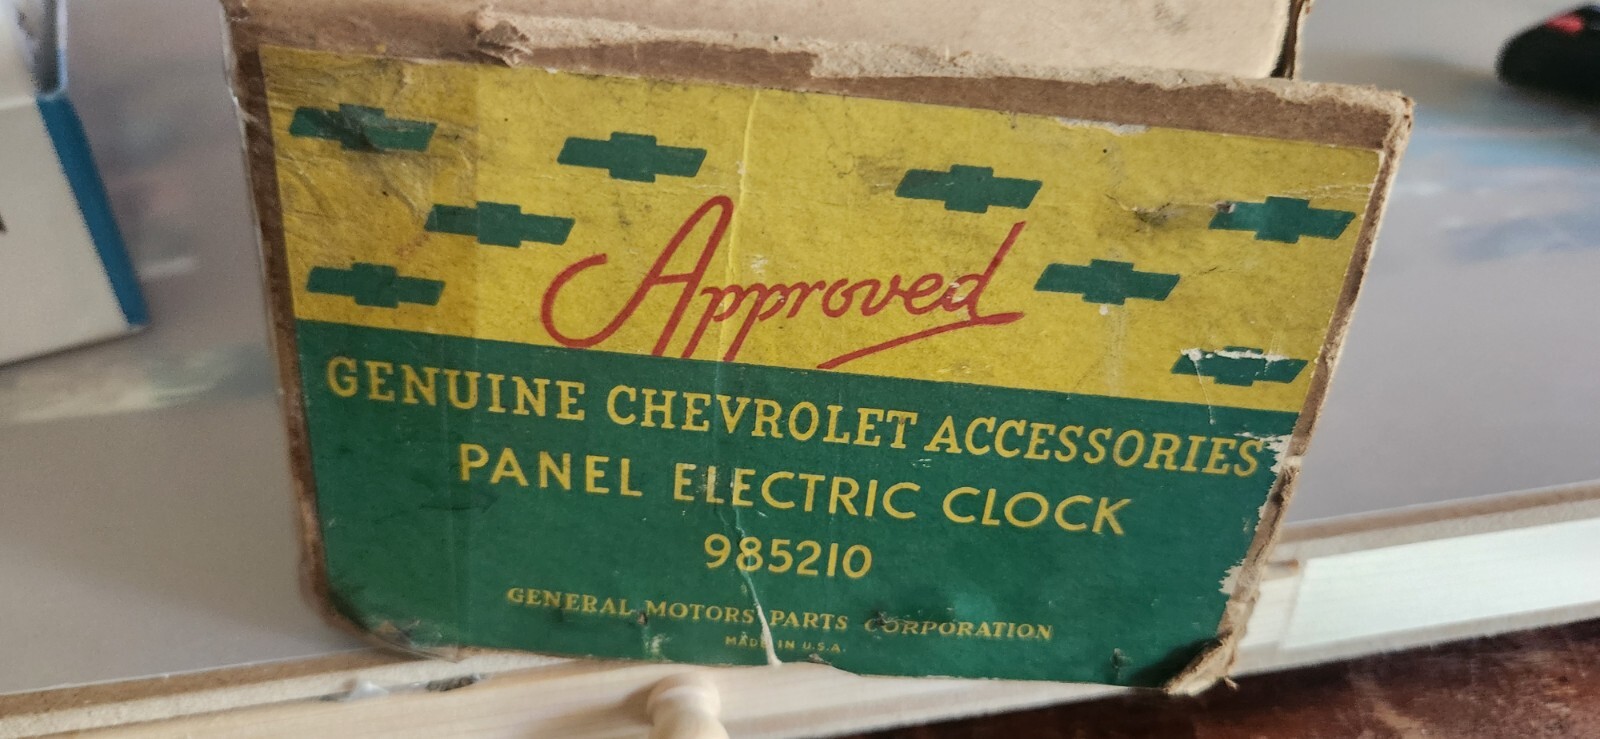 Approved
GENUINE CHEVROLET ACCESSORIES
PANEL ELECTRIC CLOCK
985210
GENERAL MOTORS PARTS CORPORATION
MADE IN U.S.A.